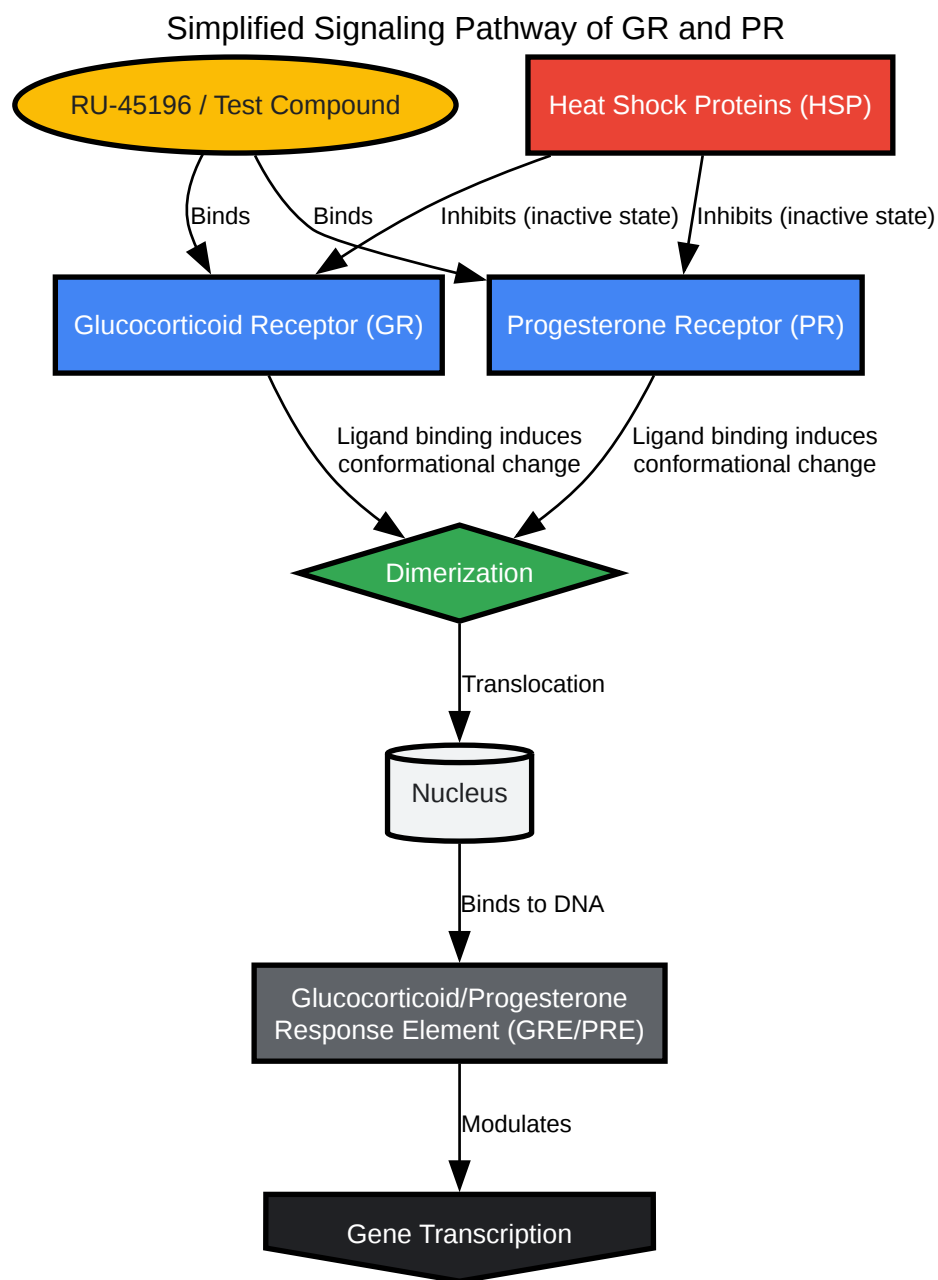 Simplified Signaling Pathway of GR and PR
RU-45196 / Test Compound
Heat Shock Proteins (HSP)
Binds
Binds
Inhibits (inactive state)
Inhibits (inactive state)
Glucocorticoid Receptor (GR)
Progesterone Receptor (PR)
Ligand binding induces
conformational change
Ligand binding induces
conformational change
Dimerization
Translocation
Nucleus
Binds to DNA
Glucocorticoid/Progesterone
Response Element (GRE/PRE)
Modulates
Gene Transcription